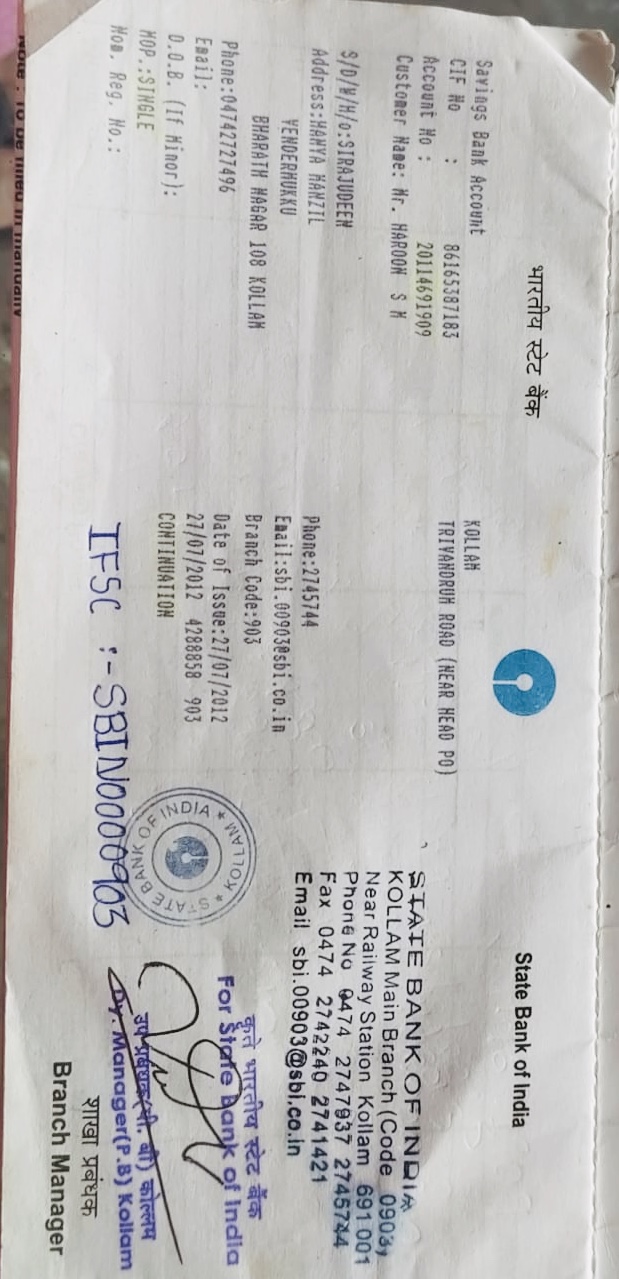 भारतीय स्टेट बैंक
State Bank of India
Savings Bank Account
CIF No : 86165387183
Account No : 20114691909
Customer Name: Mr. HAROON S M
S/D/W/H/o:SIRAJUDEEN
Address:HANYA MANZIL
VENDERMUKKU
BHARATH NAGAR 108 KOLLAM
Phone:04742727496
Email:
D.O.B. (If Minor):
MOP.:SINGLE
Nom. Reg. No.:
KOLLAM
TRIVANDRUM ROAD (NEAR HEAD PO)
Phone:2745744
Email:sbi.00903@sbi.co.in
Branch Code:903
Date of Issue:27/07/2012
27/07/2012 4288858 903
CONTINUATION
IFSC :- SBIN0000903
STATE BANK OF INDIA
KOLLAM Main Branch (Code 0903)
Near Railway Station Kollam 691 001
Phone No 0474 2747937 2745744
Fax 0474 2742240 2741421
Email sbi.00903@sbi.co.in
STATE BANK OF INDIA ★ KOLLAM ★
कृते भारतीय स्टेट बैंक
For State Bank of India
उप प्रबंधक(पी. बी) कोल्लम
Dy. Manager(P.B) Kollam
शाखा प्रबंधक
Branch Manager
Note : To be filled in manually